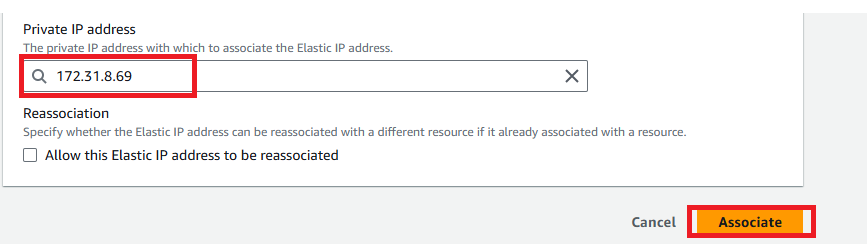 Private IP address
The private IP address with which to associate the Elastic IP address.
172.31.8.69
Reassociation
Specify whether the Elastic IP address can be reassociated with a different resource if it already associated with a resource.
Allow this Elastic IP address to be reassociated
Cancel Associate